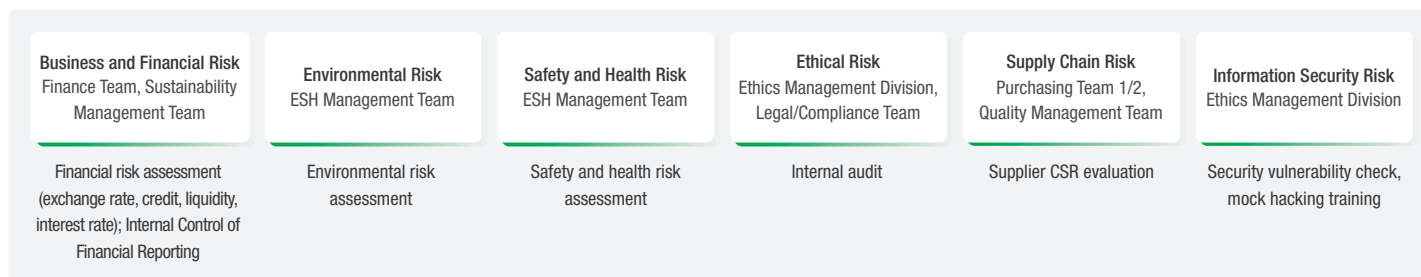 Business and Financial Risk
Finance Team, Sustainability
Management Team
Financial risk assessment
(exchange rate, credit, liquidity,
interest rate); Internal Control of
Financial Reporting
Environmental Risk
ESH Management Team
Environmental risk
assessment
Safety and Health Risk
ESH Management Team
Safety and health risk
assessment
Ethical Risk
Ethics Management Division,
Legal/Compliance Team
Internal audit
Supply Chain Risk
Purchasing Team 1/2,
Quality Management Team
Supplier CSR evaluation
Information Security Risk
Ethics Management Division
Security vulnerability check,
mock hacking training